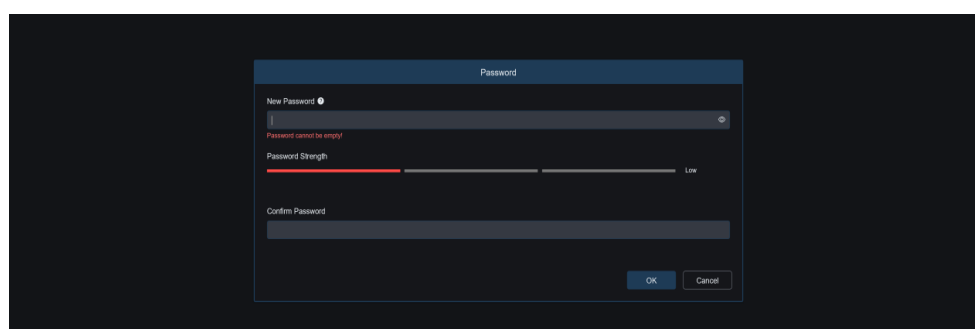 Password
New Password
Password cannot be empty!
Password Strength
Low
Confirm Password
OK
Cancel